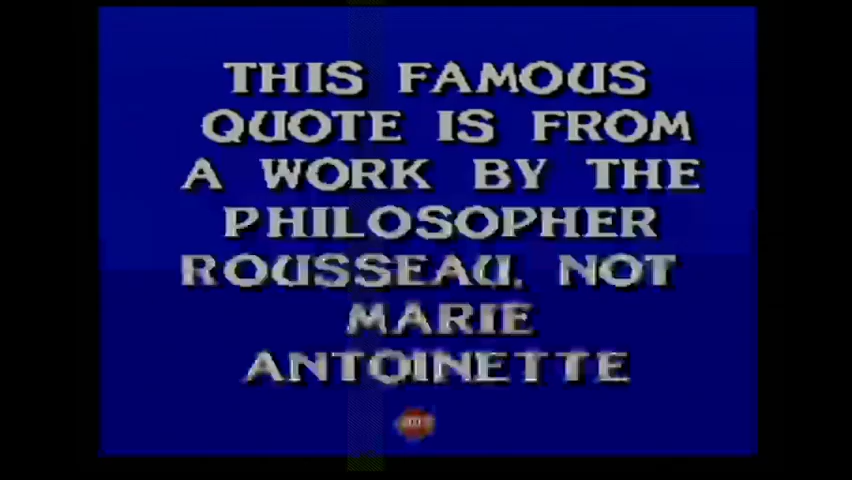 THIS FAMOUS
QUOTE IS FROM
A WORK BY THE
PHILOSOPHER
ROUSSEAU, NOT
MARIE
ANTOINETTE